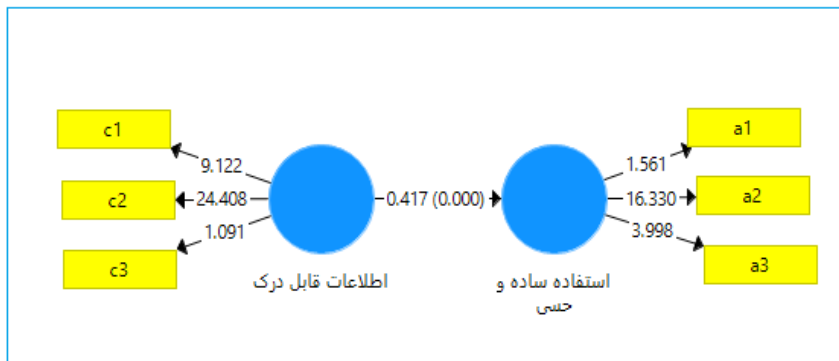 c1
9.122
c2
24.408
c3
1.091
0.417 (0.000)
a1
1.561
a2
16.330
a3
3.998
اطلاعات قابل درک
استفاده ساده و
حسی